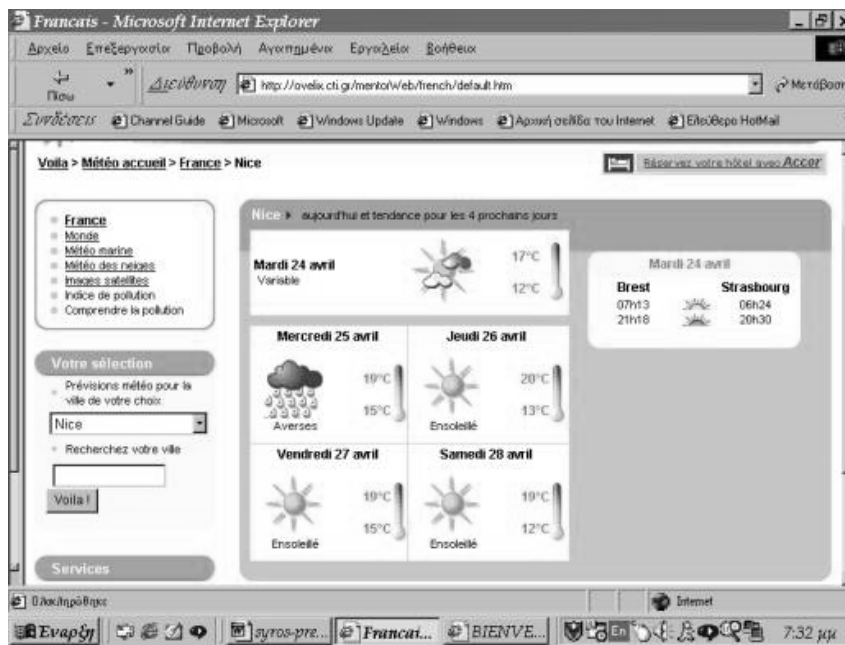 Francais - Microsoft Internet Explorer
Αρχείο Επεξεργασία Προβολή Αγαπημένα Εργαλεία Βοήθεια
Πίσω
»
Διεύθυνση http://ovelix.cti.gr/mentor/Web/french/default.htm Μετάβαση
Συνδέσεις Channel Guide Microsoft Windows Update Windows Αρχική σελίδα του Internet Ελεύθερο HotMail
Voila > Météo accueil > France > Nice
Réservez votre hôtel avec Accor
France
Monde
Météo marine
Météo des neiges
Images satellites
Indice de pollution
Comprendre la pollution
Votre sélection
Prévisions météo pour la
ville de votre choix
Nice
Recherchez votre ville
Voila !
Services
Nice aujourd'hui et tendance pour les 4 prochains jours
Mardi 24 avril
Variable
17°C
12°C
Mercredi 25 avril
19°C
15°C
Averses
Jeudi 26 avril
20°C
13°C
Ensoleillé
Vendredi 27 avril
19°C
15°C
Ensoleillé
Samedi 28 avril
19°C
12°C
Ensoleillé
Mardi 24 avril
Brest Strasbourg
07h13 06h24
21h18 20h30
Ολοκληρώθηκε Internet
Έναρξη syros-pre... Francai... BIENVE... En 7:32 μμ